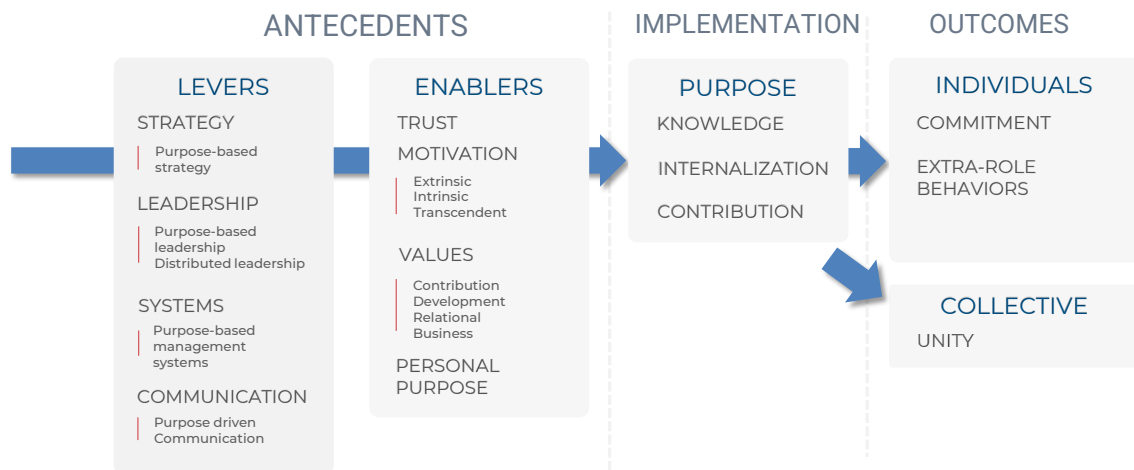 ANTECEDENTS
IMPLEMENTATION
OUTCOMES
LEVERS
STRATEGY
Purpose-based
strategy
LEADERSHIP
Purpose-based
leadership
Distributed leadership
SYSTEMS
Purpose-based
management
systems
COMMUNICATION
Purpose driven
Communication
ENABLERS
TRUST
MOTIVATION
Extrinsic
Intrinsic
Transcendent
VALUES
Contribution
Development
Relational
Business
PERSONAL
PURPOSE
PURPOSE
KNOWLEDGE
INTERNALIZATION
CONTRIBUTION
INDIVIDUALS
COMMITMENT
EXTRA-ROLE
BEHAVIORS
COLLECTIVE
UNITY